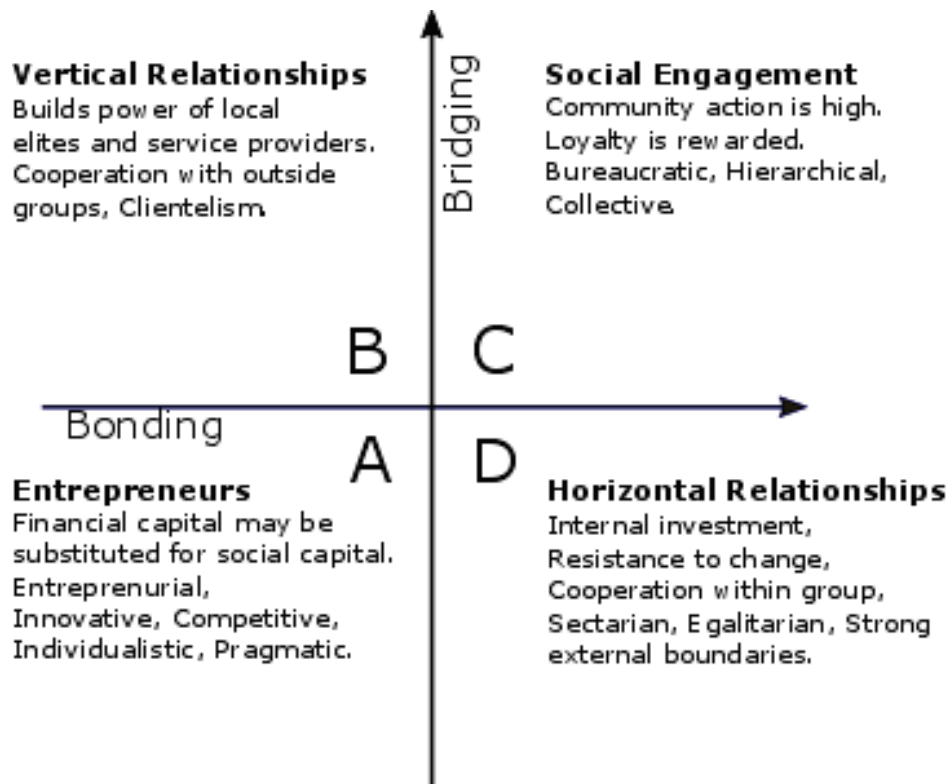 Vertical Relationships
Builds power of local
elites and service providers.
Cooperation with outside
groups, Clientelism.
Bridging
Social Engagement
Community action is high.
Loyalty is rewarded.
Bureaucratic, Hierarchical,
Collective.
B
C
Bonding
A
D
Entrepreneurs
Financial capital may be
substituted for social capital.
Entreprenurial,
Innovative, Competitive,
Individualistic, Pragmatic.
Horizontal Relationships
Internal investment,
Resistance to change,
Cooperation within group,
Sectarian, Egalitarian, Strong
external boundaries.